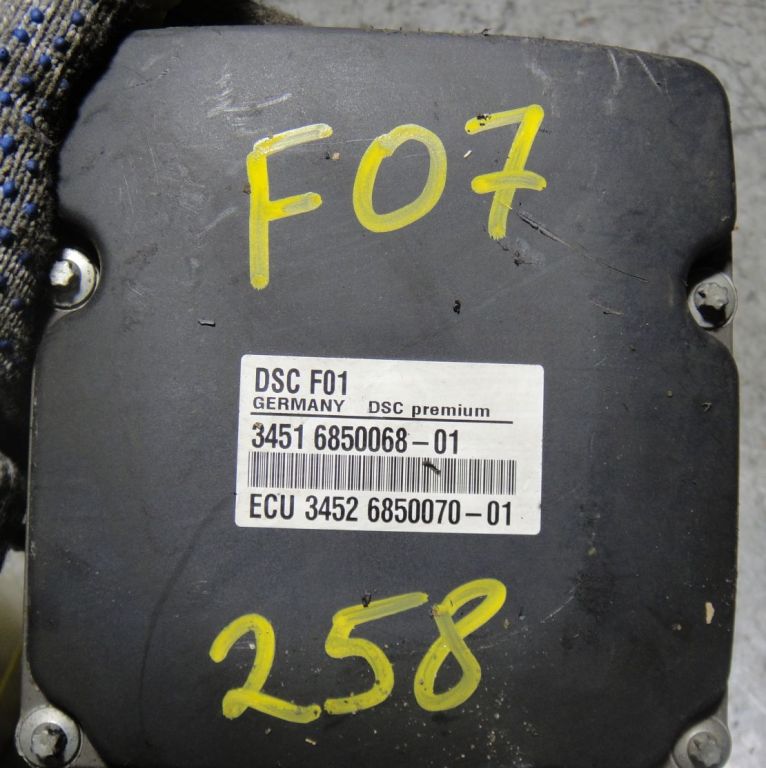 F07
DSC F01
GERMANY DSC premium
3451 6850068-01
ECU 3452 6850070-01
258